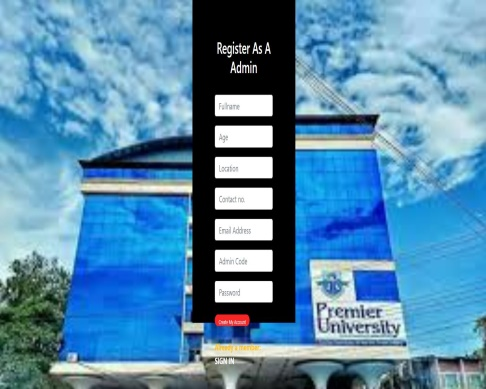 Register As A
Admin
Fullname
Age
Location
Contact no.
Email Address
Admin Code
Password
Create My Account
SIGN IN
Premier
University